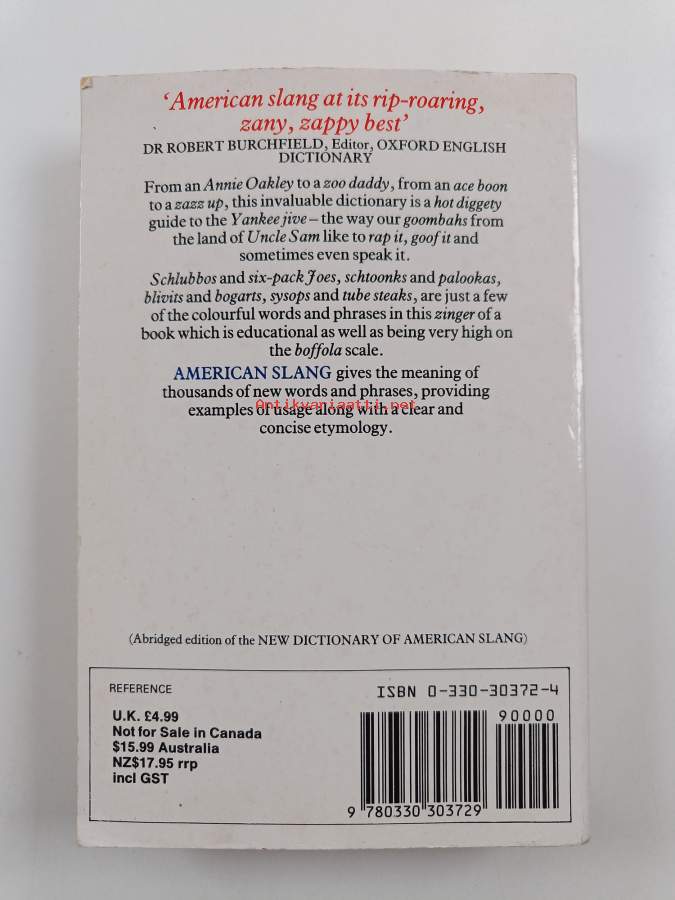 ‘American slang at its rip-roaring,
zany, zappy best’
DR ROBERT BURCHFIELD, Editor, OXFORD ENGLISH
DICTIONARY
From an Annie Oakley to a zoo daddy, from an ace boon
to a zazz up, this invaluable dictionary is a hot diggety
guide to the Yankee jive – the way our goombahs from
the land of Uncle Sam like to rap it, goof it and
sometimes even speak it.
Schlubbos and six-pack Joes, schtoonks and palookas,
blivits and bogarts, sysops and tube steaks, are just a few
of the colourful words and phrases in this zinger of a
book which is educational as well as being very high on
the boffola scale.
AMERICAN SLANG gives the meaning of
thousands of new words and phrases, providing
examples of usage along with a clear and
Antikvariaatti.net
concise etymology.
(Abridged edition of the NEW DICTIONARY OF AMERICAN SLANG)
REFERENCE
U.K. £4.99
Not for Sale in Canada
$15.99 Australia
NZ$17.95 rrp
incl GST
ISBN 0-330-30372-4
90000
9 780330 303729